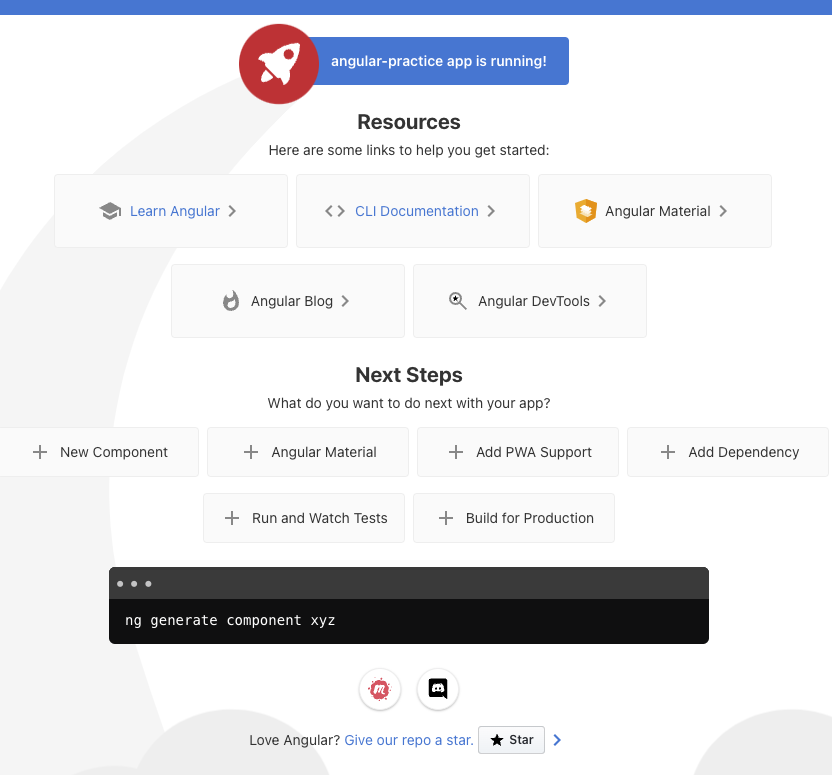 angular-practice app is running!
Resources
Here are some links to help you get started:
Learn Angular
CLI Documentation
Angular Material
Angular Blog
Angular DevTools
Next Steps
What do you want to do next with your app?
New Component
Angular Material
Add PWA Support
Add Dependency
Run and Watch Tests
Build for Production
ng generate component xyz
m
Love Angular? Give our repo a star. Star